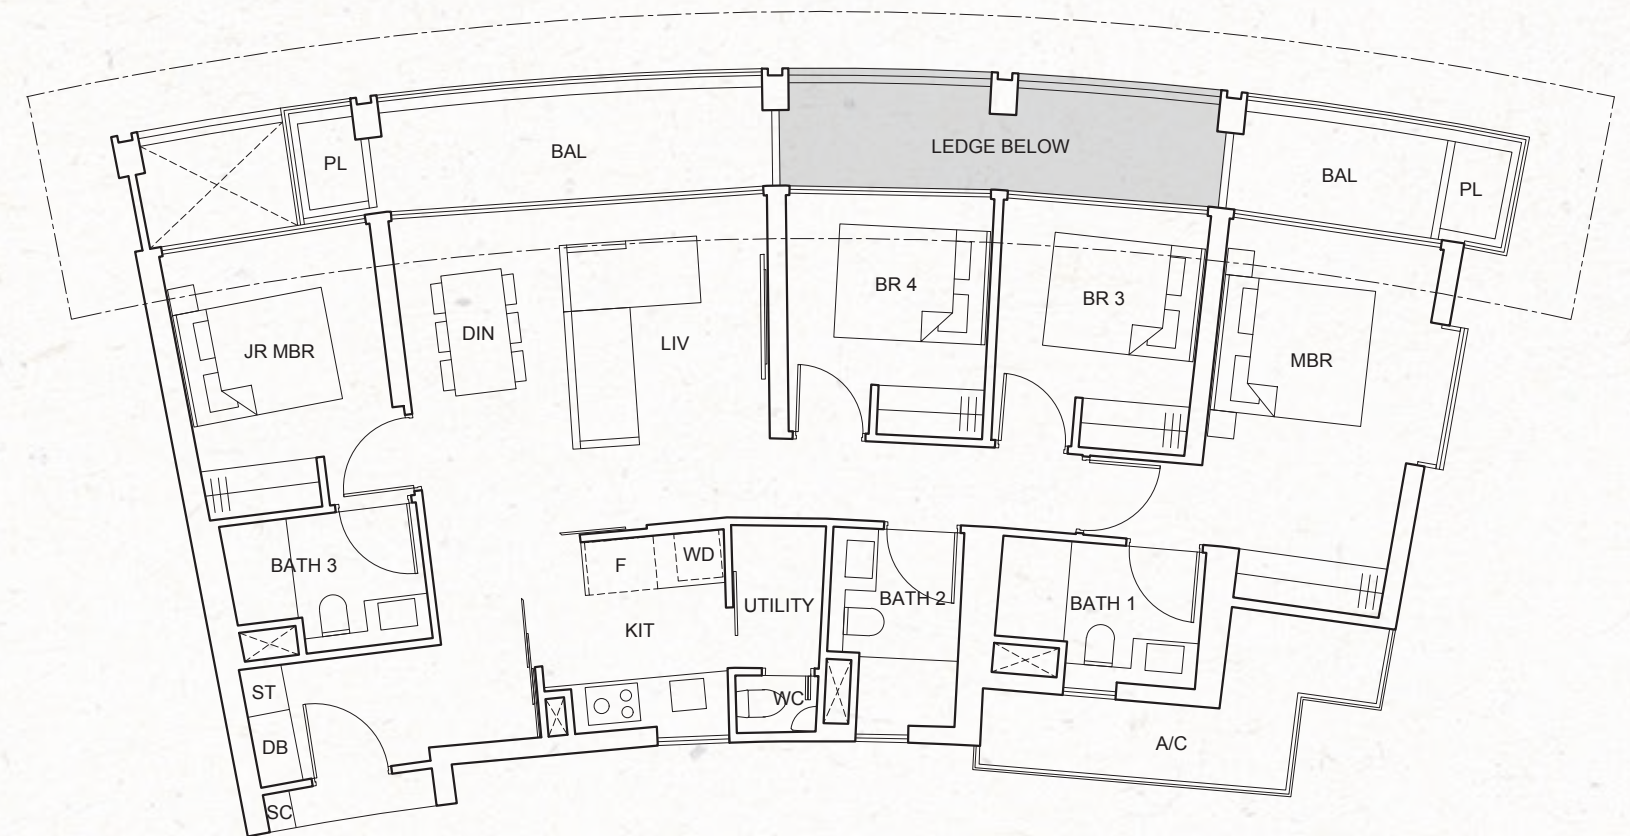 PL
BAL
LEDGE BELOW
BAL
PL
JR MBR
DIN
LIV
BR 4
BR 3
MBR
BATH 3
F
WD
KIT
UTILITY
BATH 2
BATH 1
ST
DB
SC
WC
A/C